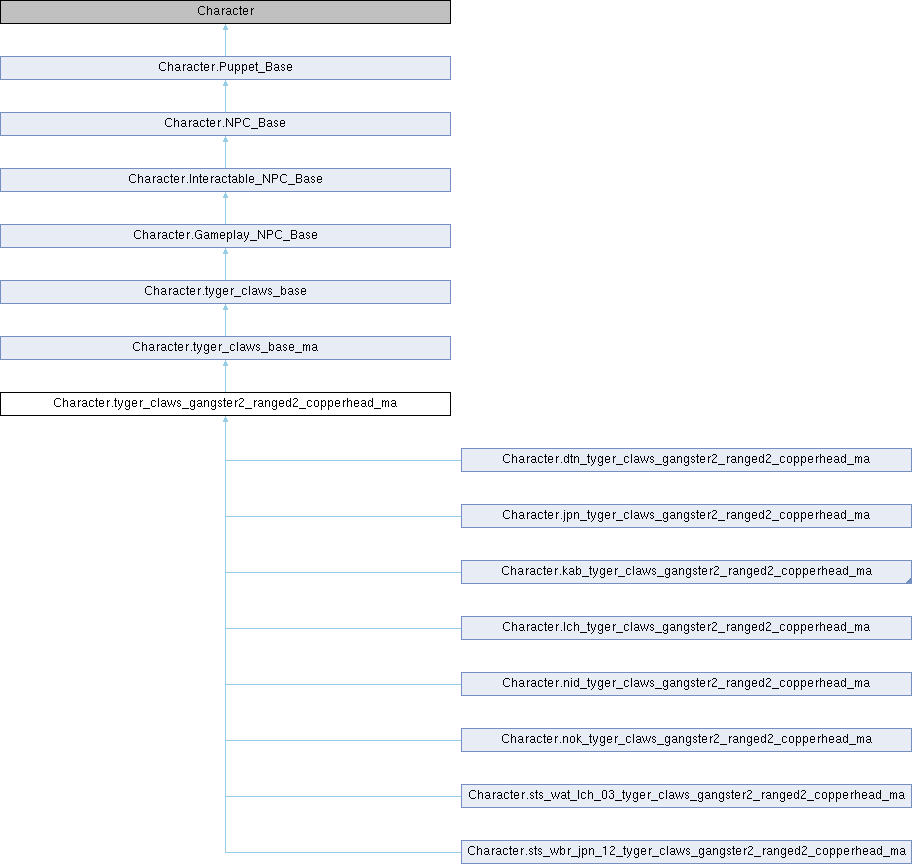 Character
Character.Puppet_Base
Character.NPC_Base
Character.Interactable_NPC_Base
Character.Gameplay_NPC_Base
Character.tyger_claws_base
Character.tyger_claws_base_ma
Character.tyger_claws_gangster2_ranged2_copperhead_ma
Character.dtn_tyger_claws_gangster2_ranged2_copperhead_ma
Character.jpn_tyger_claws_gangster2_ranged2_copperhead_ma
Character.kab_tyger_claws_gangster2_ranged2_copperhead_ma
Character.lch_tyger_claws_gangster2_ranged2_copperhead_ma
Character.nid_tyger_claws_gangster2_ranged2_copperhead_ma
Character.nok_tyger_claws_gangster2_ranged2_copperhead_ma
Character.sts_wat_lch_03_tyger_claws_gangster2_ranged2_copperhead_ma
Character.sts_wbr_jpn_12_tyger_claws_gangster2_ranged2_copperhead_ma